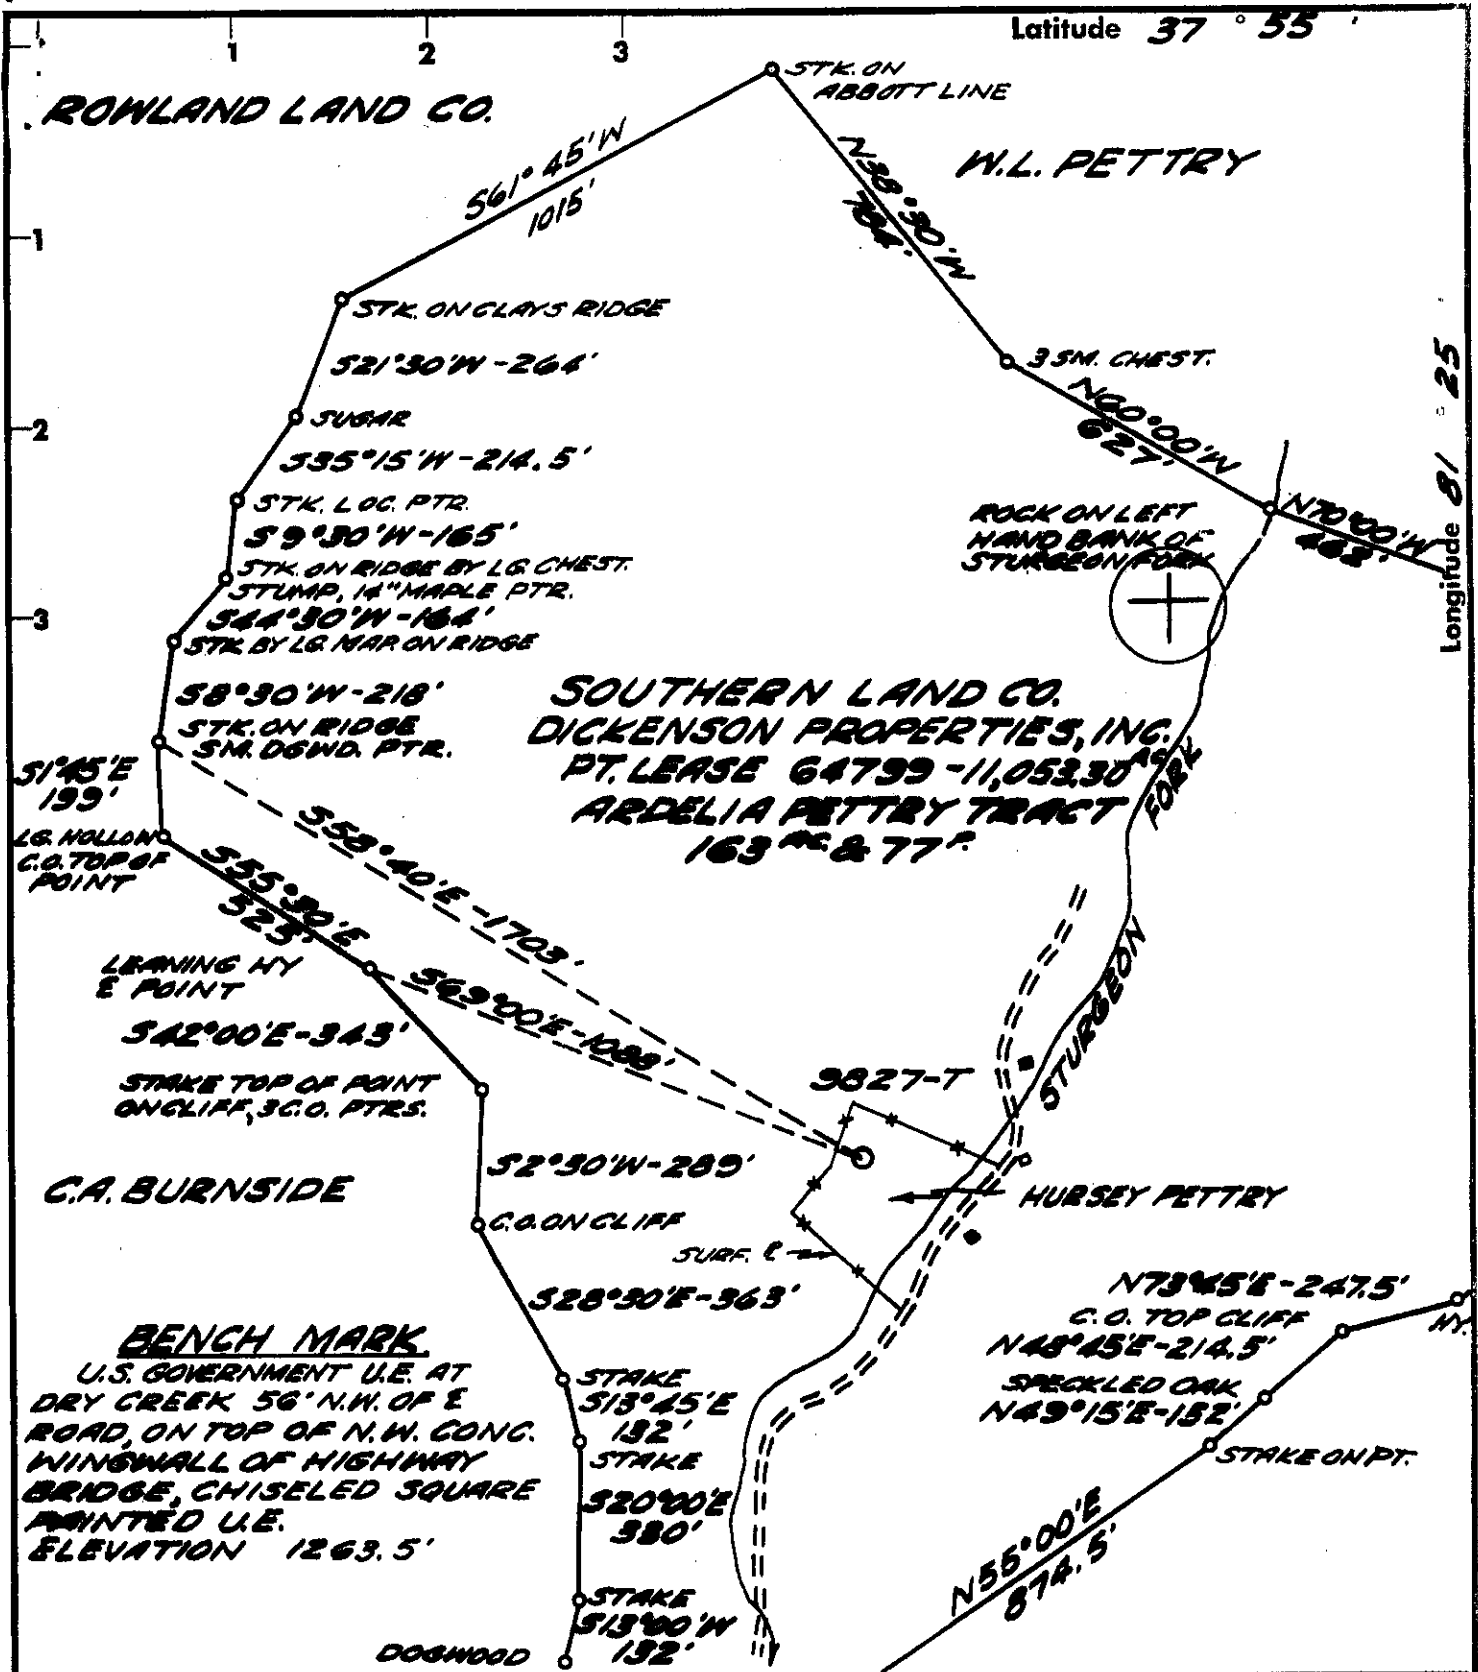 Latitude 37 ° 55 '
1 2 3
STK. ON
ABBOTT LINE
ROWLAND LAND CO.
S61° 45' W
1015'
N38°30'W
784'
W.L. PETTRY
1
STK. ON CLAYS RIDGE
S21°30'W - 264'
3 SM. CHEST.
N60°00'W
627'
Longitude 81 ° 25
2
SUGAR
S35°15'W - 214.5'
STK. LOC. PTR.
S9°30'W - 165'
STK. ON RIDGE BY LG. CHEST.
STUMP, 14" MAPLE PTR.
S44°30'W - 164'
3
STK BY LG. MAP. ON RIDGE
ROCK ON LEFT
HAND BANK OF
STURGEON FORK
N70°00'W
462'
S8°30'W - 218'
STK. ON RIDGE
SM. DGWD. PTR.
SOUTHERN LAND CO.
DICKENSON PROPERTIES, INC.
PT. LEASE 64799 - 11,053.30 AC
ARDELIA PETTRY TRACT
163 AC. & 77 P.
S1°45'E
199'
LG. HOLLOW
C.O. TOP OF
POINT
S58°40'E - 1703'
S55°30'E
525'
LEANING HY
& POINT
S69°00'E - 1088'
S42°00'E - 343'
STAKE TOP OF POINT
ON CLIFF, 3 C.O. PTRS.
STURGEON FORK
9827-T
S2°30'W - 289'
C.A. BURNSIDE
C.O. ON CLIFF
HURSEY PETTRY
SURF. ℓ
S28°30'E - 363'
N73°45'E - 247.5'
C.O. TOP CLIFF
HY.
N48°45'E - 214.5'
SPECKLED OAK
N49°15'E - 152'
STAKE ON PT.
BENCH MARK
U.S. GOVERNMENT U.E. AT
DRY CREEK 56' N.W. OF ℄
ROAD, ON TOP OF N.W. CONC.
WINGWALL OF HIGHWAY
BRIDGE, CHISELED SQUARE
PAINTED U.E.
ELEVATION 1263.5'
STAKE
S13°45'E
132'
STAKE
S20°00'E
380'
STAKE
S13°00'W
132'
DOGWOOD
N55°00'E
874.5'